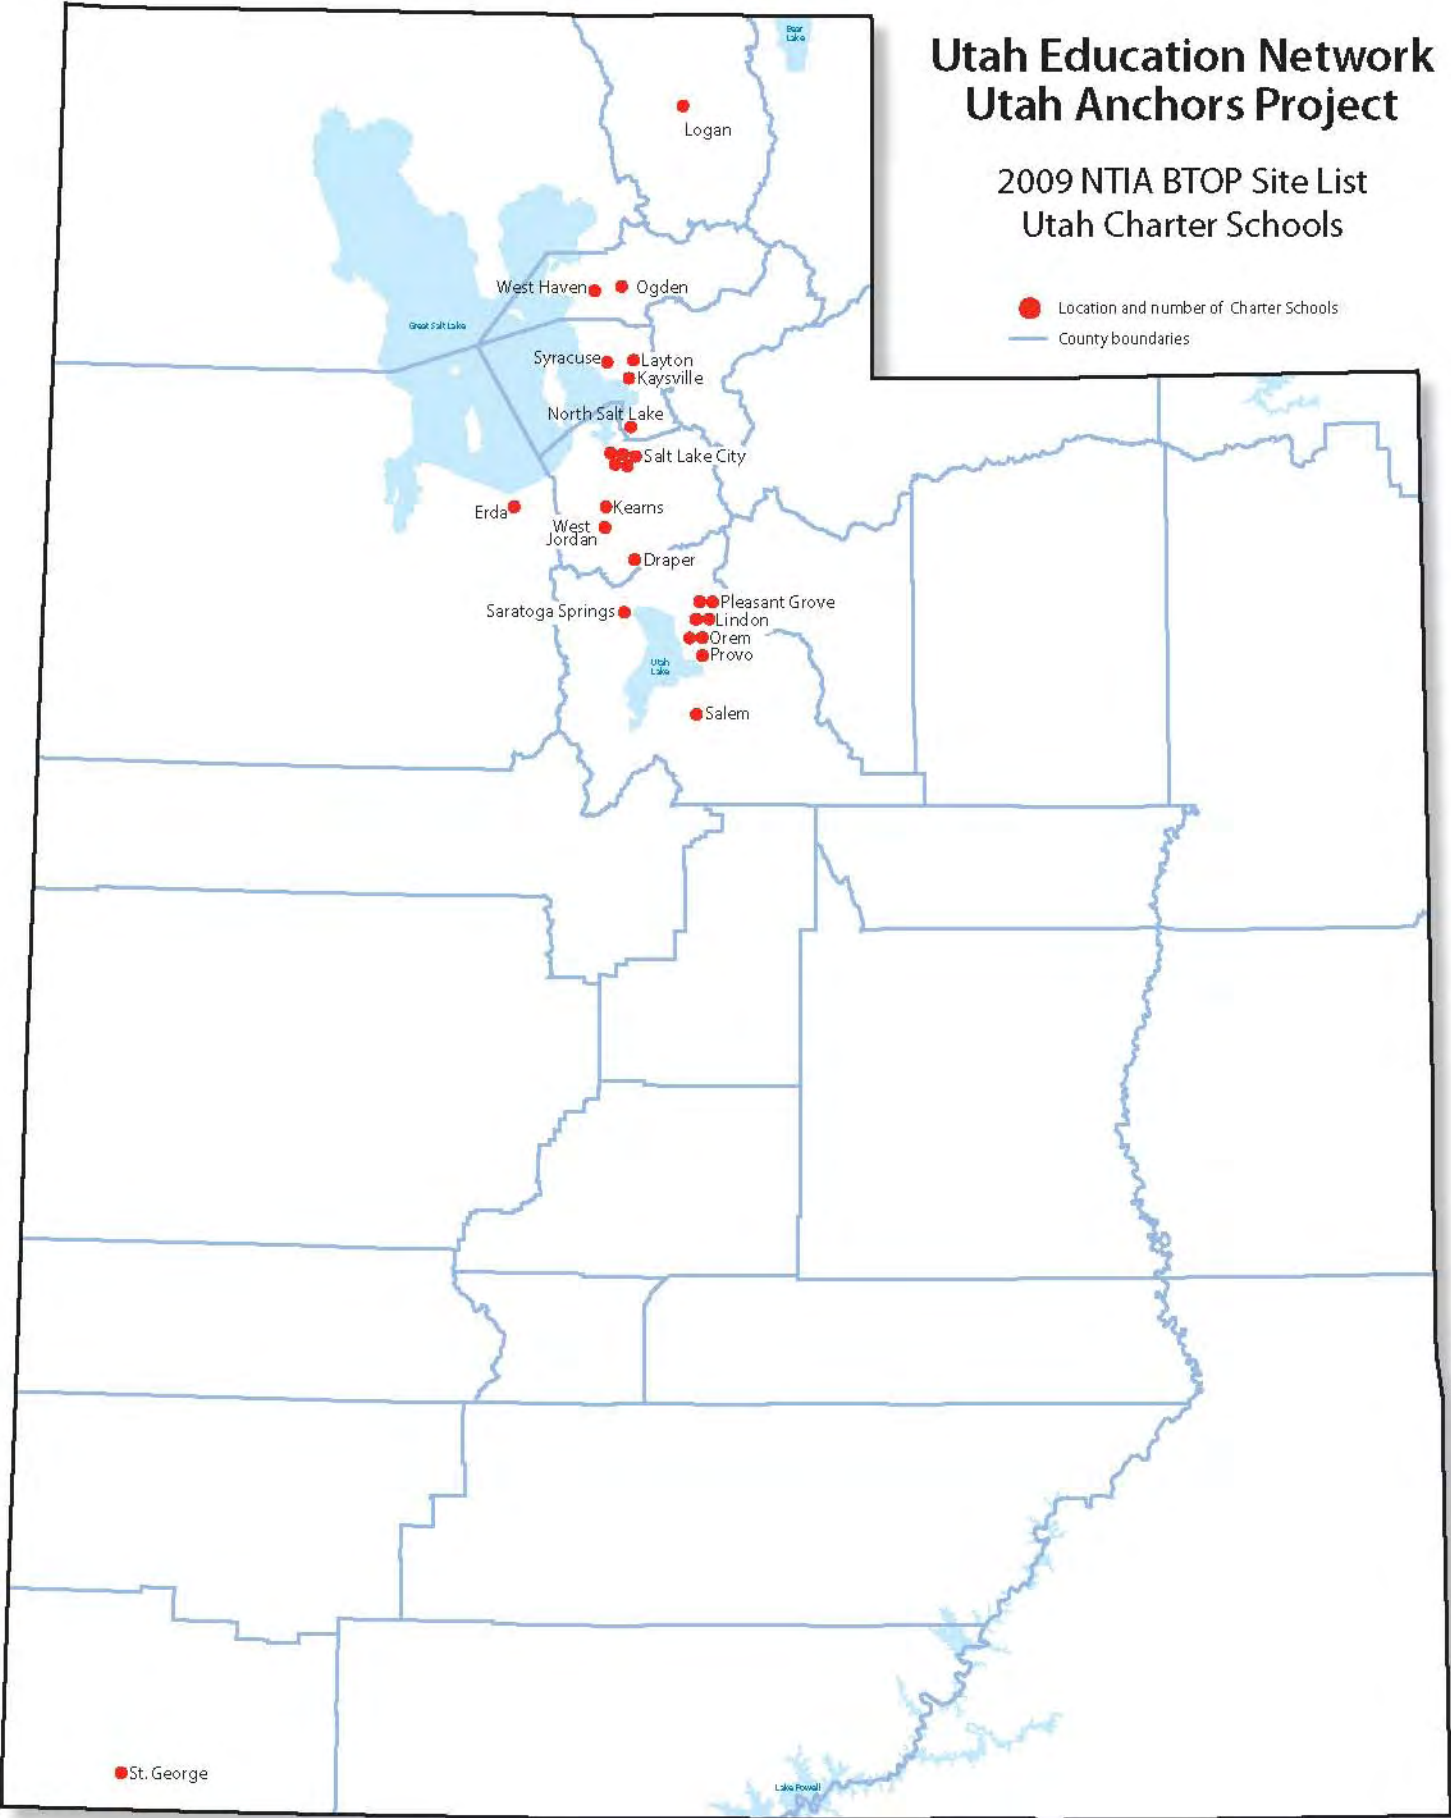 Utah Education Network
Utah Anchors Project
2009 NTIA BTOP Site List
Utah Charter Schools
Location and number of Charter Schools
County boundaries
Bear
Lake
Logan
West Haven
Ogden
Great Salt Lake
Syracuse
Layton
Kaysville
North Salt Lake
Salt Lake City
Erda
Kearns
West
Jordan
Draper
Saratoga Springs
Pleasant Grove
Lindon
Orem
Provo
Utah
Lake
Salem
St. George
Lake Powell